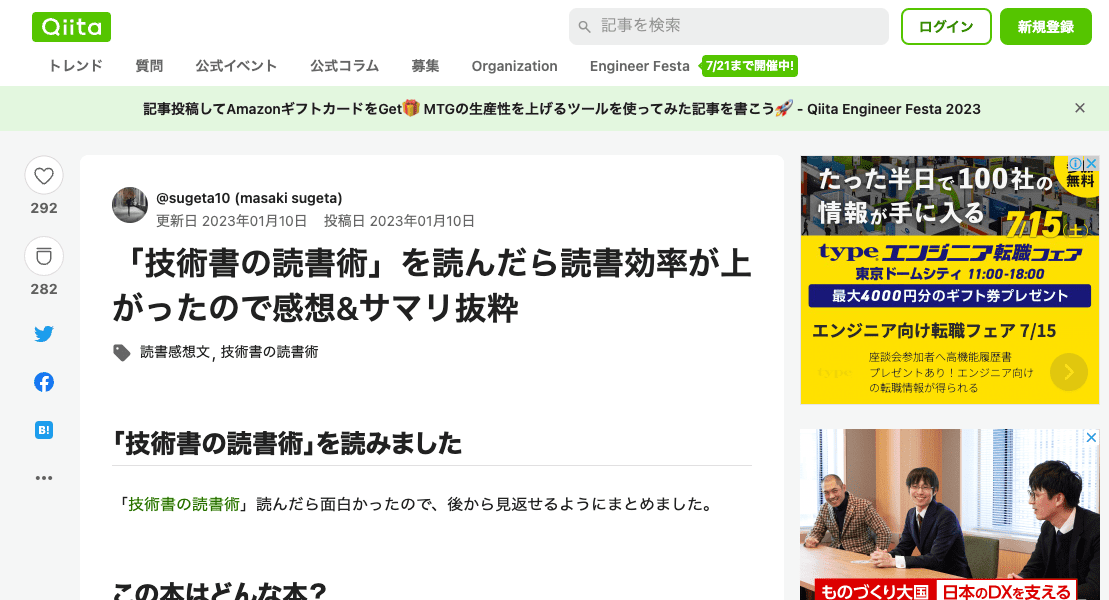 Qiita
記事を検索
ログイン
新規登録
トレンド
質問
公式イベント
公式コラム
募集
Organization
Engineer Festa
7/21まで開催中!
記事投稿してAmazonギフトカードをGet🎁 MTGの生産性を上げるツールを使ってみた記事を書こう🚀 - Qiita Engineer Festa 2023
292
282
B!
@sugeta10 (masaki sugeta)
更新日 2023年01月10日 投稿日 2023年01月10日
「技術書の読書術」を読んだら読書効率が上
がったので感想&サマリ抜粋
読書感想文, 技術書の読書術
「技術書の読書術」を読みました
「技術書の読書術」読んだら面白かったので、後から見返せるようにまとめました。
この本はどんな本？
たった半日で100社の
情報が手に入る
無料
7.15(土)
typeエンジニア転職フェア
東京ドームシティ 11:00-18:00
最大4000円分のギフト券プレゼント
エンジニア向け転職フェア 7/15
type
座談会参加者へ高機能履歴書
プレゼントあり！エンジニア向け
の転職情報が得られる
ものづくり大国 日本のDXを支える